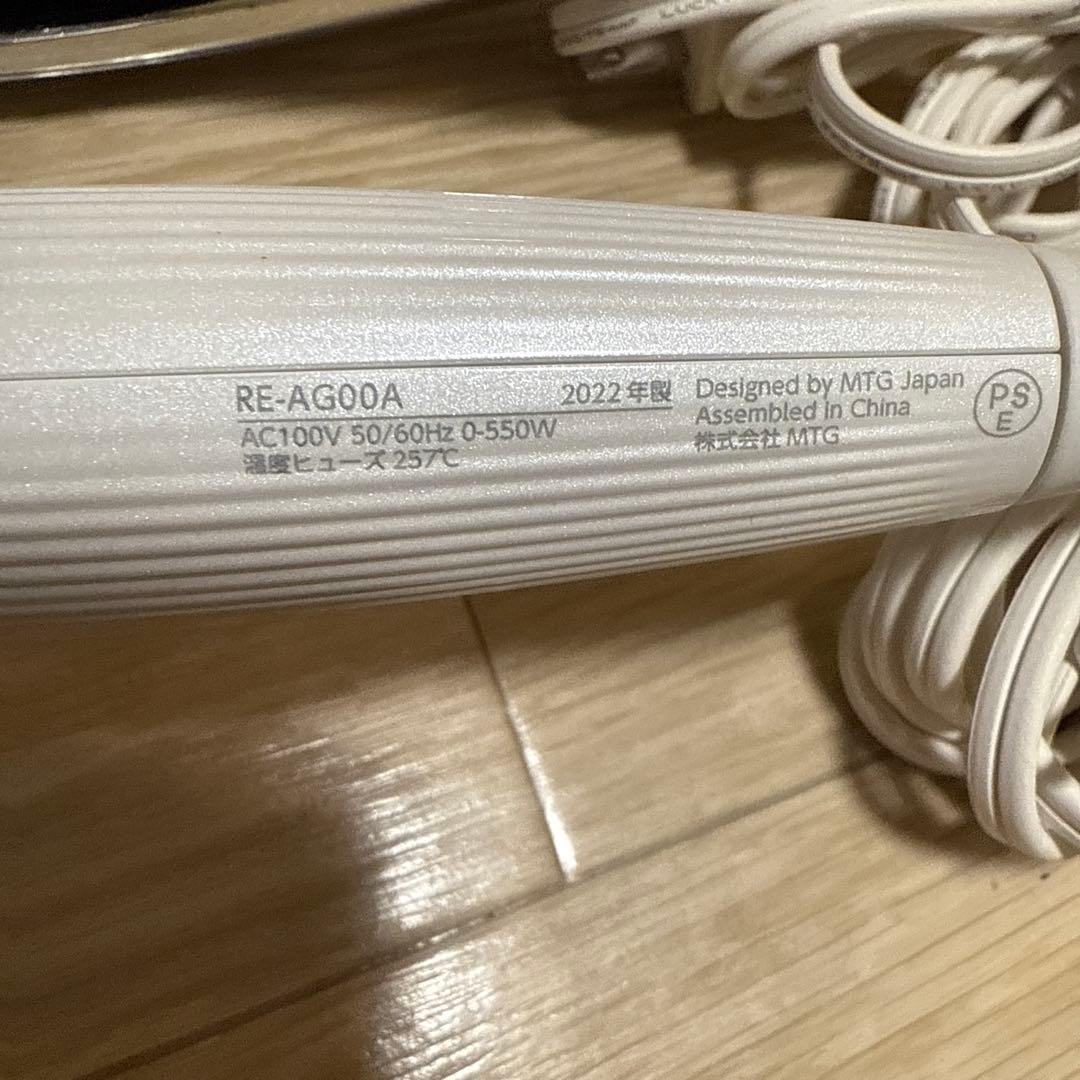 RE-AG00A 2022年製
AC100V 50/60Hz 0-550W
温度ヒューズ 257℃
Designed by MTG Japan
Assembled in China
株式会社 MTG
PS
E